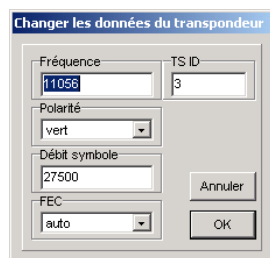 Changer les données du transpondeur
Fréquence
11056
TS ID
3
Polarité
vert
Débit symbole
27500
FEC
auto
Annuler
OK